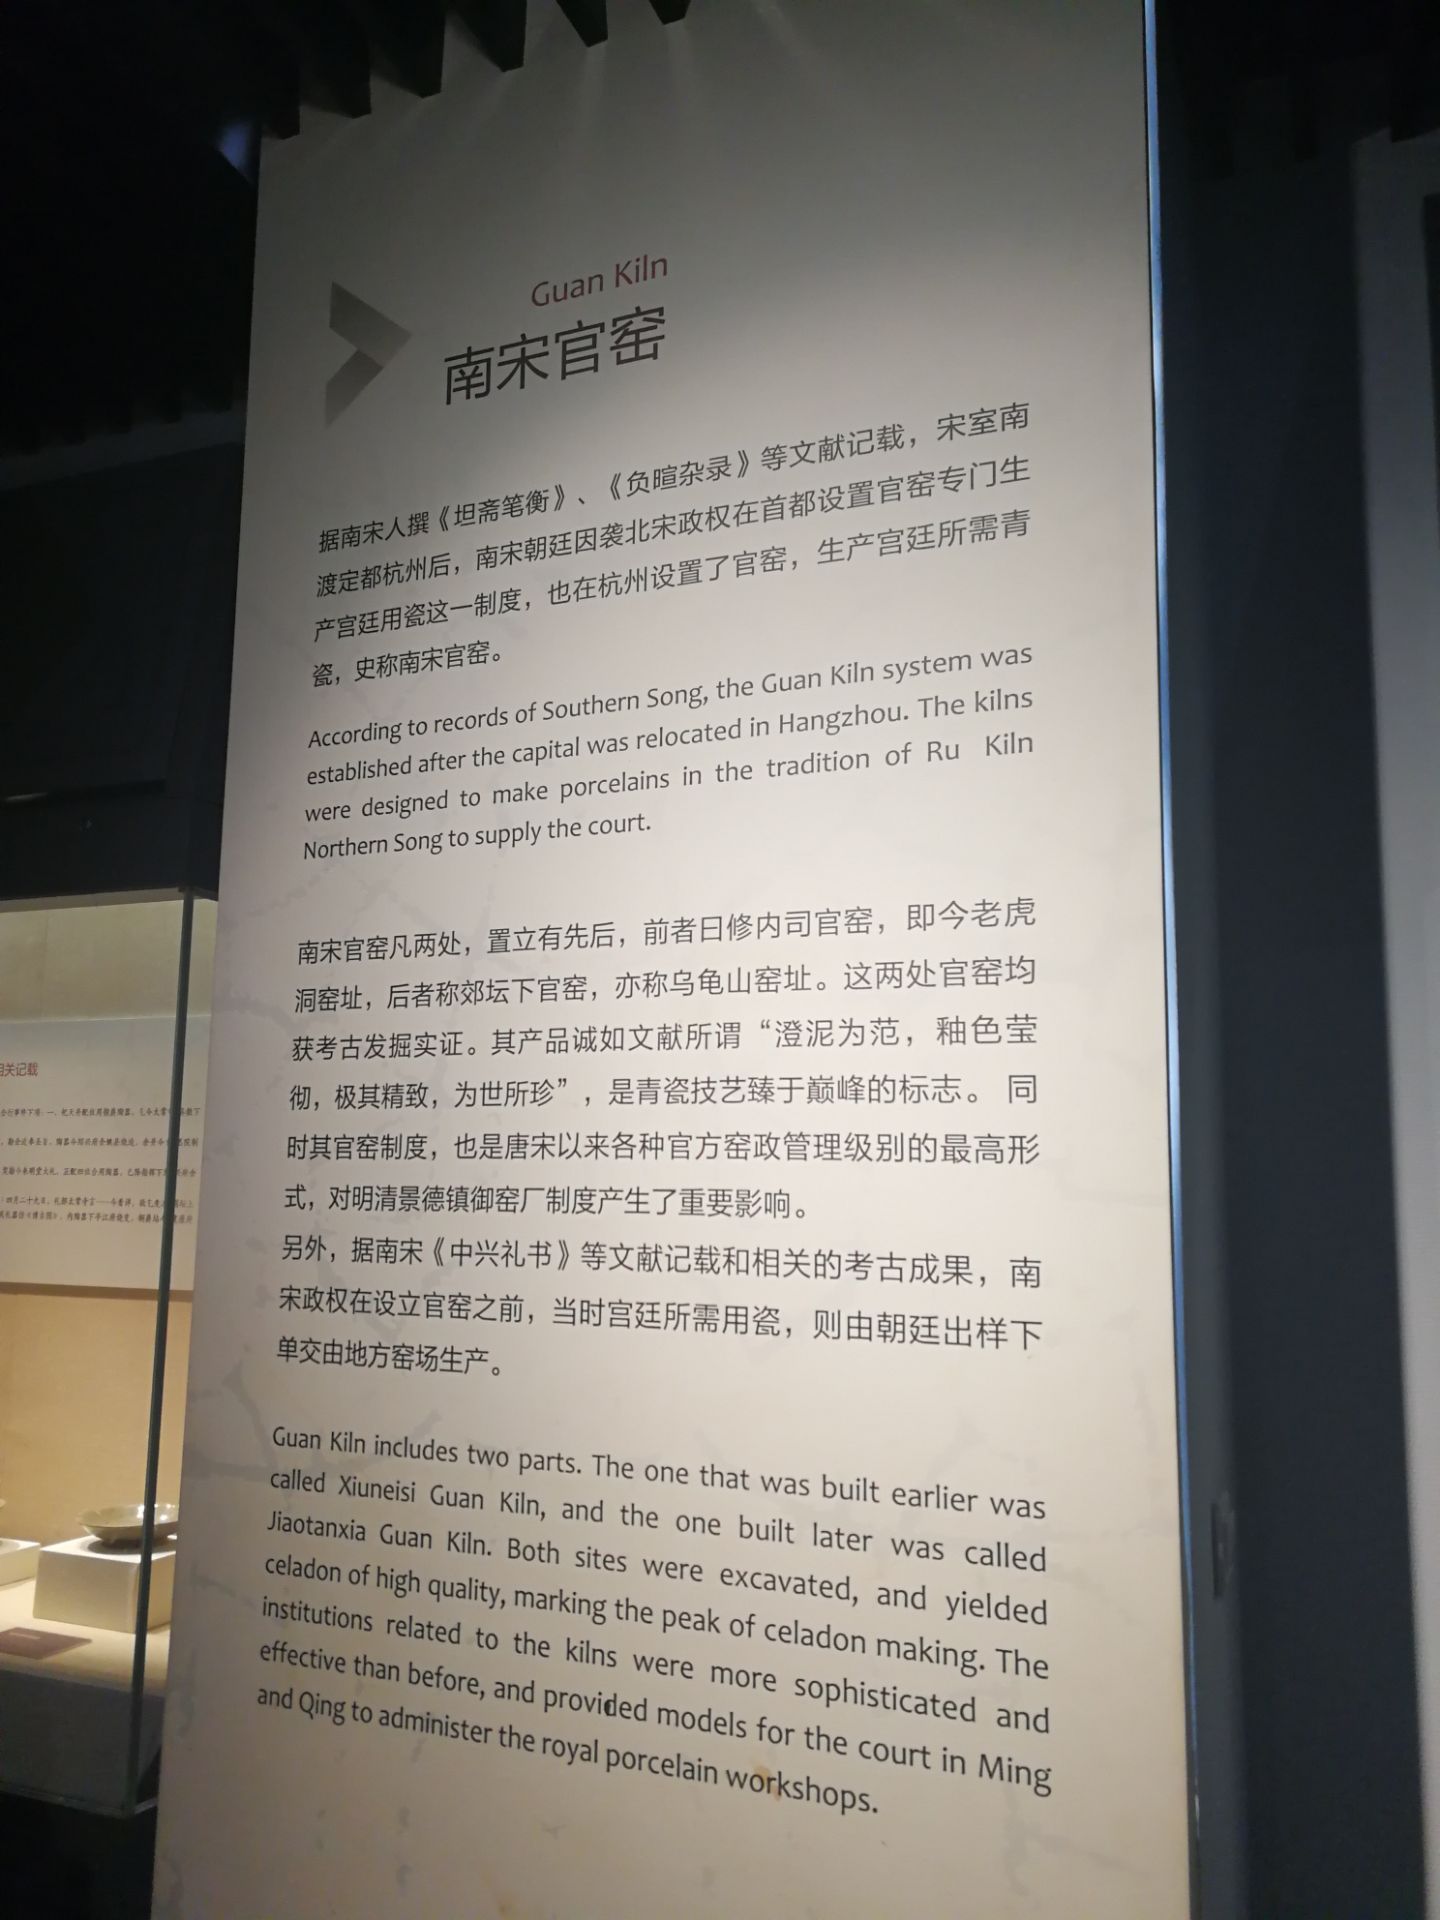 Guan Kiln
南宋官窑
据南宋人撰《坦斋笔衡》、《负暄杂录》等文献记载，宋室南
渡定都杭州后，南宋朝廷因袭北宋政权在首都设置官窑专门生
产宫廷用瓷这一制度，也在杭州设置了官窑，生产宫廷所需青
瓷，史称南宋官窑。
According to records of Southern Song, the Guan Kiln system was
established after the capital was relocated in Hangzhou. The kilns
were designed to make porcelains in the tradition of Ru Kiln
Northern Song to supply the court.
南宋官窑凡两处，置立有先后，前者曰修内司官窑，即今老虎
洞窑址，后者称郊坛下官窑，亦称乌龟山窑址。这两处官窑均
获考古发掘实证。其产品诚如文献所谓“澄泥为范，釉色莹
彻，极其精致，为世所珍”，是青瓷技艺臻于巅峰的标志。 同
时其官窑制度，也是唐宋以来各种官方窑政管理级别的最高形
式，对明清景德镇御窑厂制度产生了重要影响。
另外，据南宋《中兴礼书》等文献记载和相关的考古成果，南
宋政权在设立官窑之前，当时宫廷所需用瓷，则由朝廷出样下
单交由地方窑场生产。
Guan Kiln includes two parts. The one that was built earlier was
called Xiuneisi Guan Kiln, and the one built later was called
Jiaotanxia Guan Kiln. Both sites were excavated, and yielded
celadon of high quality, marking the peak of celadon making. The
institutions related to the kilns were more sophisticated and
effective than before, and provided models for the court in Ming
and Qing to administer the royal porcelain workshops.
相关记载